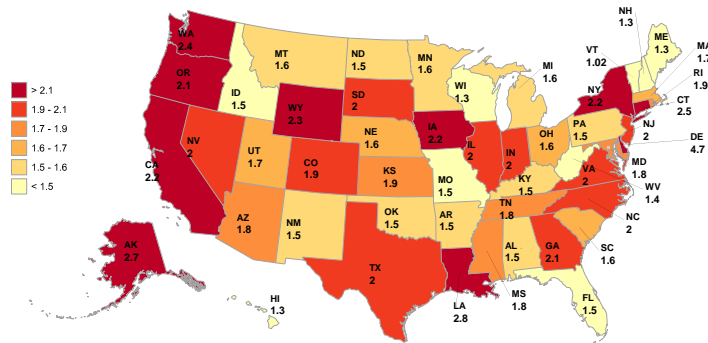 > 2.1
1.9 - 2.1
1.7 - 1.9
1.6 - 1.7
1.5 - 1.6
< 1.5
WA
2.4
OR
2.1
CA
2.2
ID
1.5
NV
2
AZ
1.8
UT
1.7
MT
1.6
WY
2.3
CO
1.9
NM
1.5
ND
1.5
SD
2
NE
1.6
KS
1.9
OK
1.5
TX
2
MN
1.6
IA
2.2
MO
1.5
AR
1.5
LA
2.8
WI
1.3
IL
2
MI
1.6
IN
2
OH
1.6
KY
1.5
TN
1.8
MS
1.8
AL
1.5
GA
2.1
FL
1.5
SC
1.6
NC
2
VA
2
WV
1.4
MD
1.8
DE
4.7
NJ
2
PA
1.5
NY
2.2
CT
2.5
RI
1.9
MA
1.7
VT
1.02
NH
1.3
ME
1.3
AK
2.7
HI
1.3